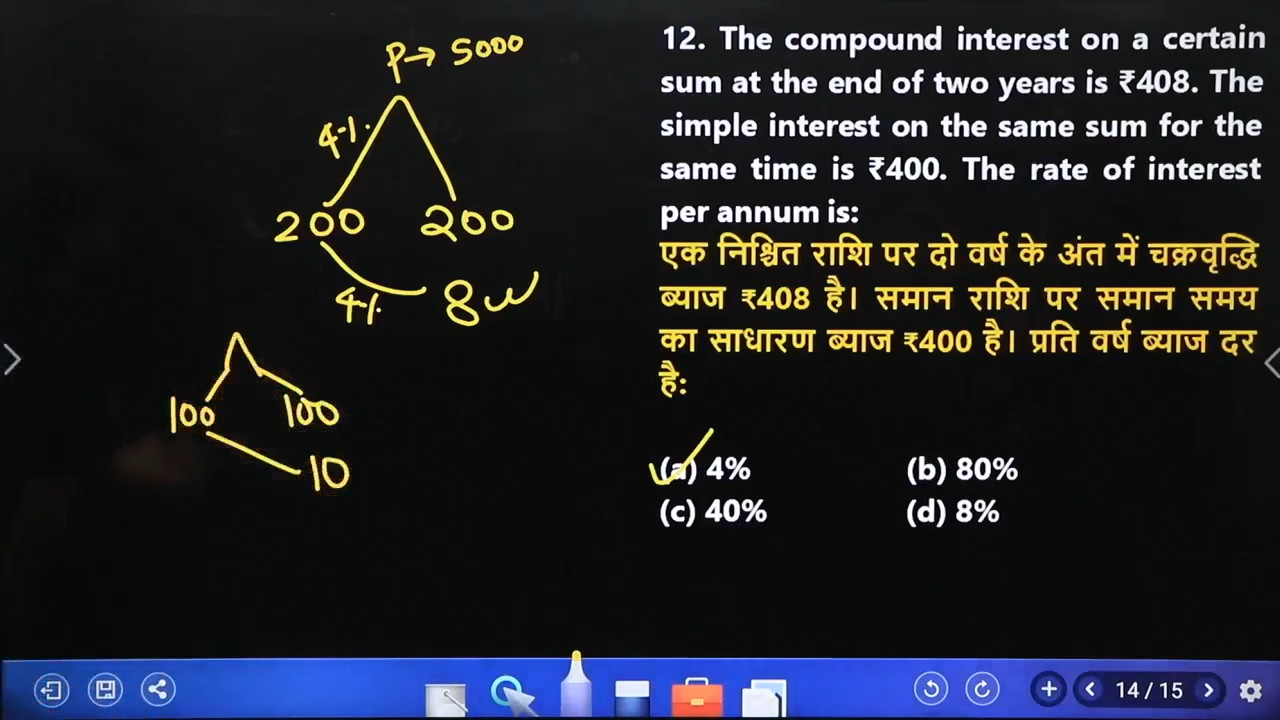 P→ 5000
4%
200 200
4%
8
100 100
10
12. The compound interest on a certain
sum at the end of two years is ₹408. The
simple interest on the same sum for the
same time is ₹400. The rate of interest
per annum is:
एक निश्चित राशि पर दो वर्ष के अंत में चक्रवृद्धि
ब्याज ₹408 है। समान राशि पर समान समय
का साधारण ब्याज ₹400 है। प्रति वर्ष ब्याज दर
है:
(a) 4% (b) 80%
(c) 40% (d) 8%
14 / 15